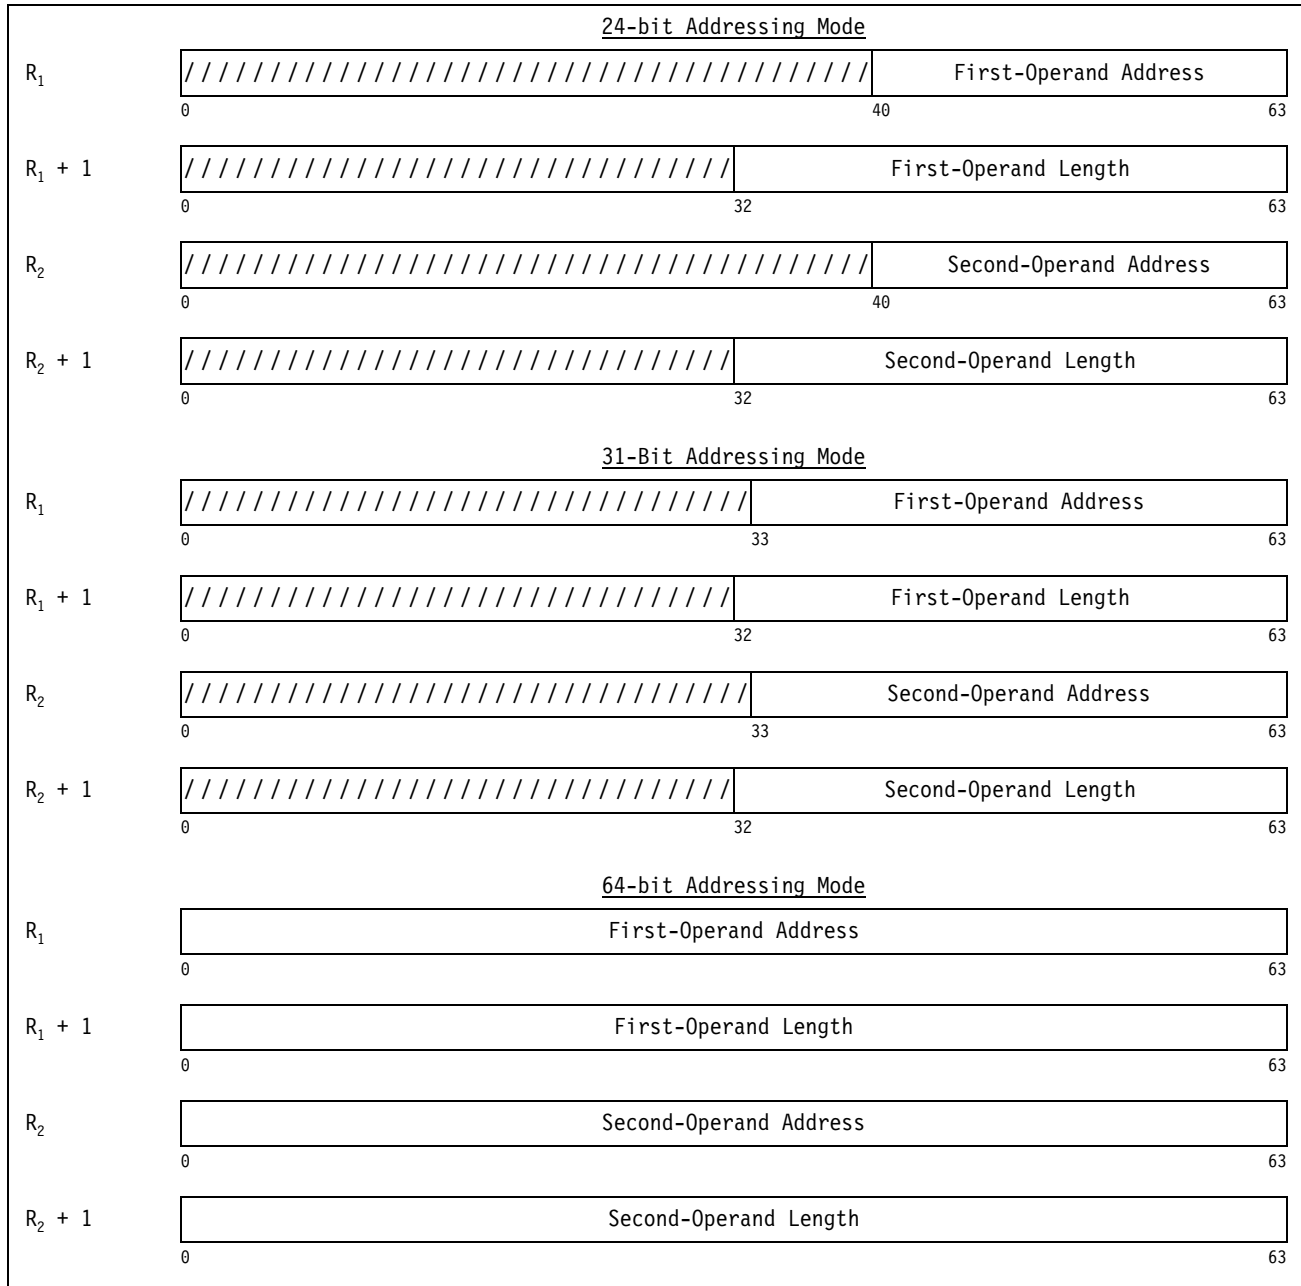 24-bit Addressing Mode
R₁ //////////////////////////////////////// First-Operand Address
0 40 63
R₁ + 1 //////////////////////////////// First-Operand Length
0 32 63
R₂ //////////////////////////////////////// Second-Operand Address
0 40 63
R₂ + 1 //////////////////////////////// Second-Operand Length
0 32 63
31-Bit Addressing Mode
R₁ ///////////////////////////////// First-Operand Address
0 33 63
R₁ + 1 //////////////////////////////// First-Operand Length
0 32 63
R₂ ///////////////////////////////// Second-Operand Address
0 33 63
R₂ + 1 //////////////////////////////// Second-Operand Length
0 32 63
64-bit Addressing Mode
R₁ First-Operand Address
0 63
R₁ + 1 First-Operand Length
0 63
R₂ Second-Operand Address
0 63
R₂ + 1 Second-Operand Length
0 63